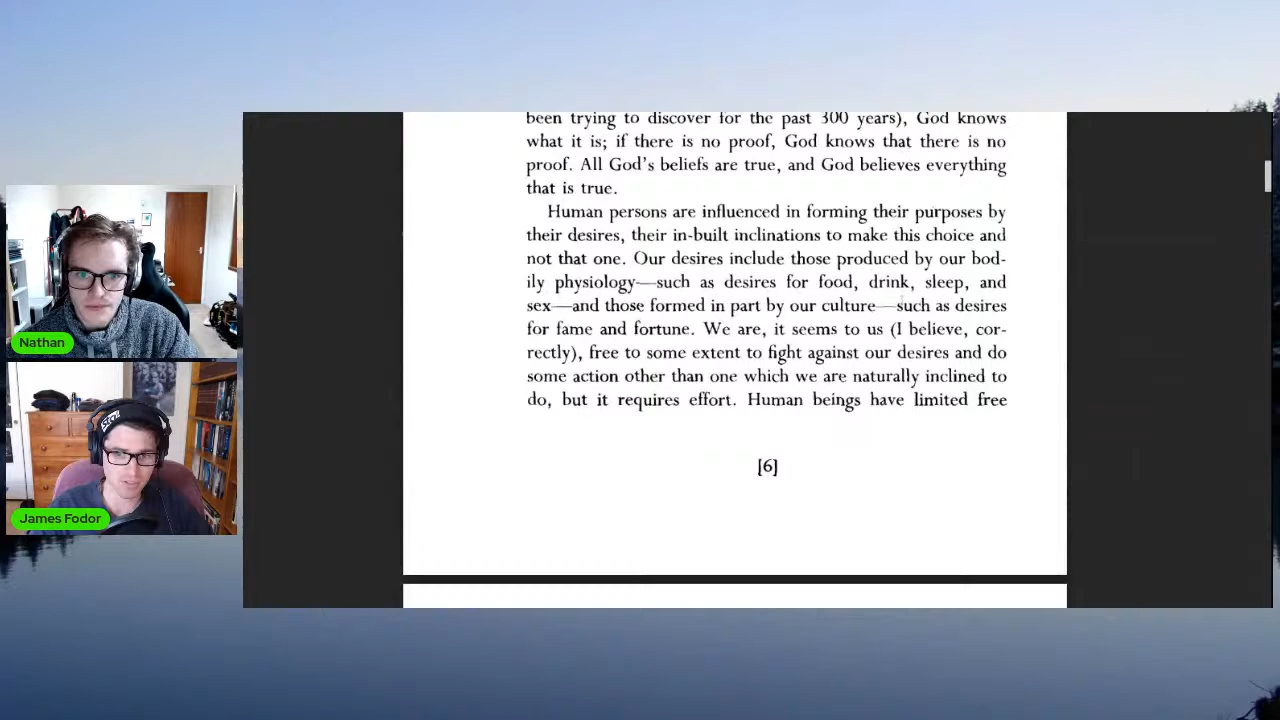 been trying to discover for the past 300 years), God knows
what it is; if there is no proof, God knows that there is no
proof. All God's beliefs are true, and God believes everything
that is true.
Human persons are influenced in forming their purposes by
their desires, their in-built inclinations to make this choice and
not that one. Our desires include those produced by our bod-
ily physiology—such as desires for food, drink, sleep, and
sex—and those formed in part by our culture—such as desires
for fame and fortune. We are, it seems to us (I believe, cor-
rectly), free to some extent to fight against our desires and do
some action other than one which we are naturally inclined to
do, but it requires effort. Human beings have limited free
[6]
Nathan
James Fodor